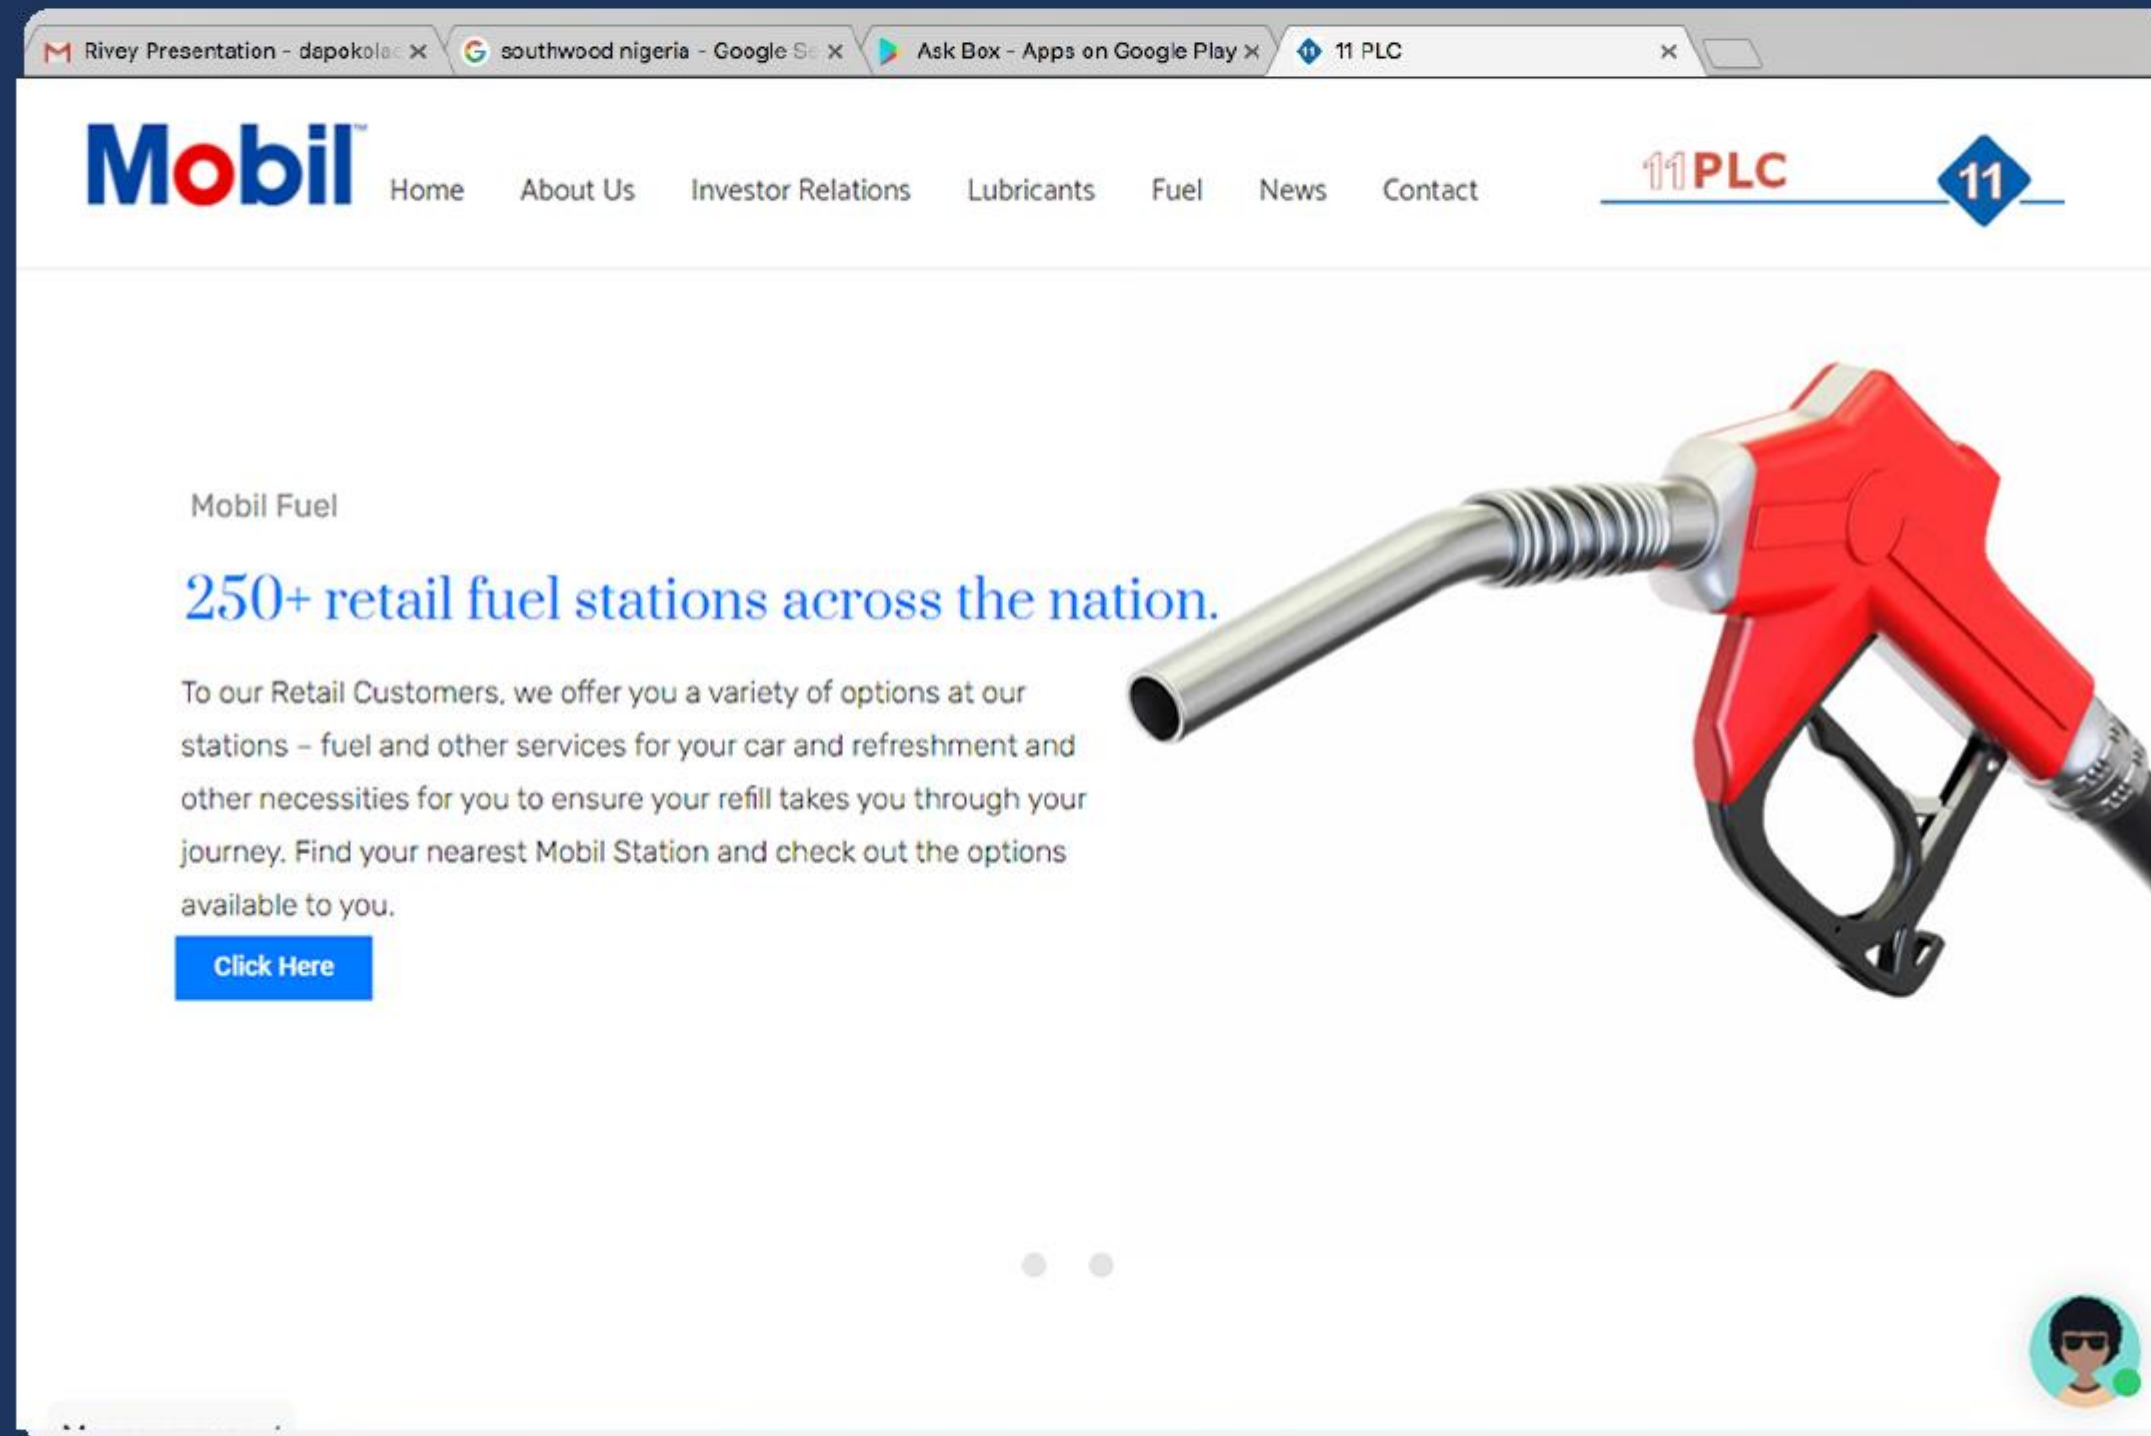 Rivey Presentation - dapokola
southwood nigeria - Google S
Ask Box - Apps on Google Play
11 PLC
Mobil™
Home
About Us
Investor Relations
Lubricants
Fuel
News
Contact
11PLC
11
Mobil Fuel
250+ retail fuel stations across the nation.
To our Retail Customers, we offer you a variety of options at our
stations – fuel and other services for your car and refreshment and
other necessities for you to ensure your refill takes you through your
journey. Find your nearest Mobil Station and check out the options
available to you.
Click Here